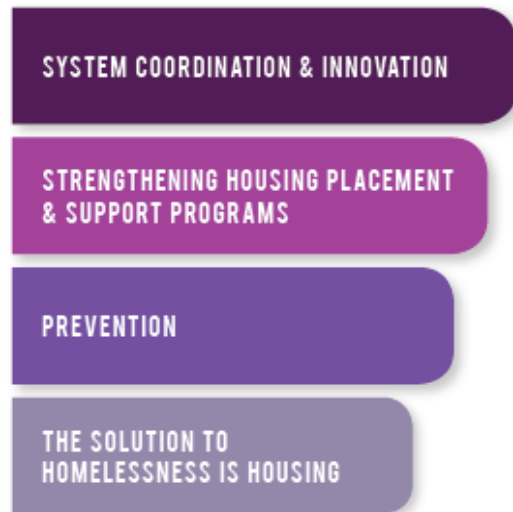 SYSTEM COORDINATION & INNOVATION
STRENGTHENING HOUSING PLACEMENT
& SUPPORT PROGRAMS
PREVENTION
THE SOLUTION TO
HOMELESSNESS IS HOUSING